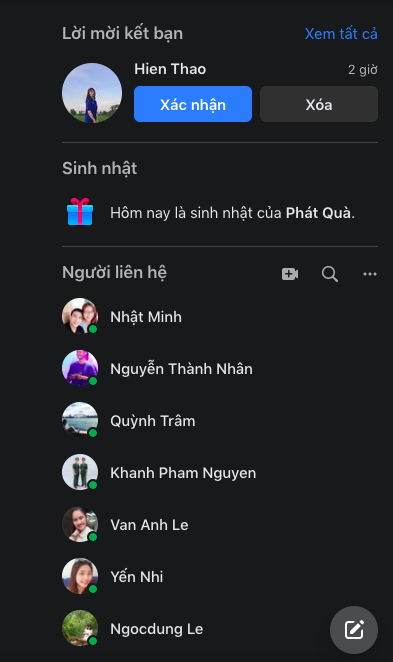 Lời mời kết bạn
Xem tất cả
Hien Thao
2 giờ
Xác nhận
Xóa
Sinh nhật
Hôm nay là sinh nhật của Phát Quà.
Người liên hệ
Nhật Minh
Nguyễn Thành Nhân
Quỳnh Trâm
Khanh Pham Nguyen
Van Anh Le
Yến Nhi
Ngocdung Le